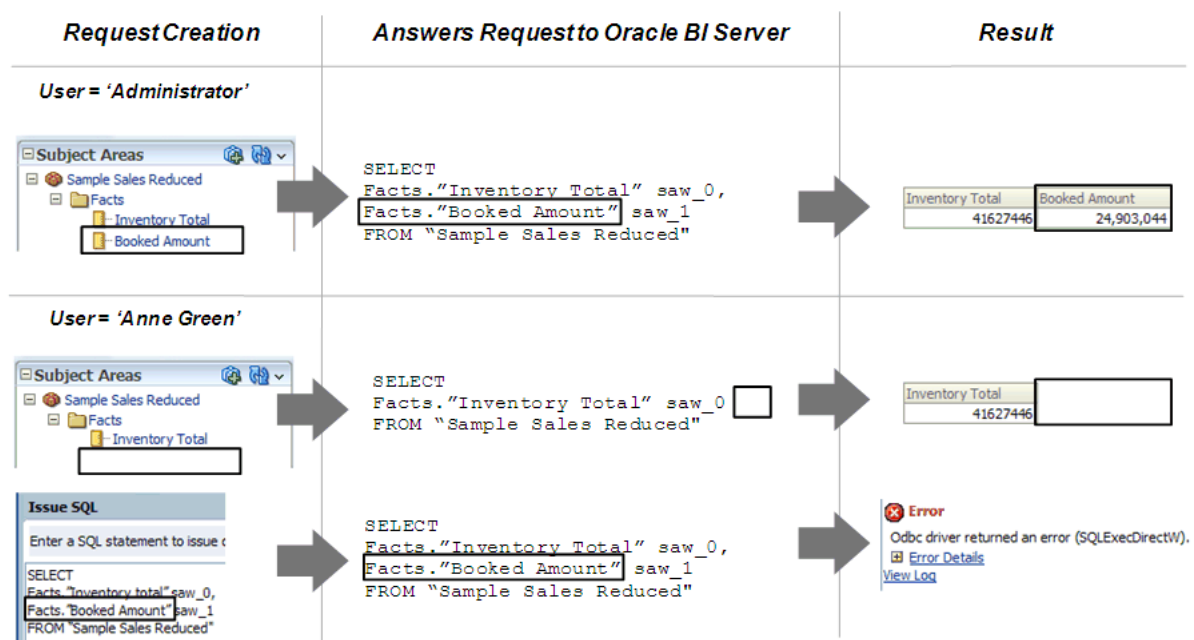 Request Creation
Answers Request to Oracle BI Server
Result
User = ‘Administrator’
Subject Areas
Sample Sales Reduced
Facts
Inventory Total
Booked Amount
SELECT
Facts.”Inventory Total” saw_0,
Facts.”Booked Amount” saw_1
FROM “Sample Sales Reduced"
Inventory Total Booked Amount
41627446 24,903,044
User = ‘Anne Green’
Subject Areas
Sample Sales Reduced
Facts
Inventory Total
SELECT
Facts.”Inventory Total” saw_0
FROM “Sample Sales Reduced"
Inventory Total
41627446
Issue SQL
Enter a SQL statement to issue
SELECT
Facts."Inventory total" saw_0,
Facts."Booked Amount" saw_1
FROM "Sample Sales Reduced"
SELECT
Facts.”Inventory Total” saw_0,
Facts.”Booked Amount” saw_1
FROM “Sample Sales Reduced"
Error
Odbc driver returned an error (SQLExecDirectW).
Error Details
View Log